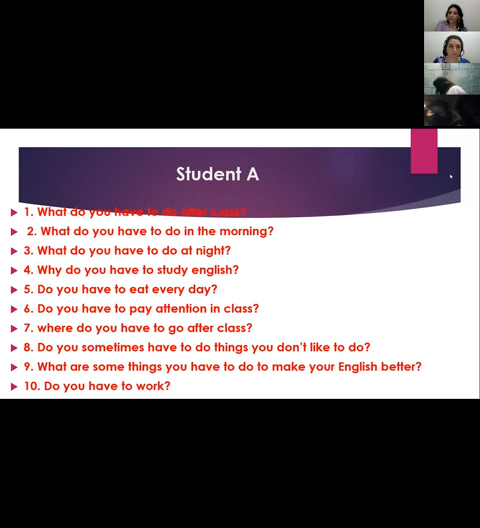 Student A
1. What do you have to do after class?
2. What do you have to do in the morning?
3. What do you have to do at night?
4. Why do you have to study english?
5. Do you have to eat every day?
6. Do you have to pay attention in class?
7. where do you have to go after class?
8. Do you sometimes have to do things you don't like to do?
9. What are some things you have to do to make your English better?
10. Do you have to work?